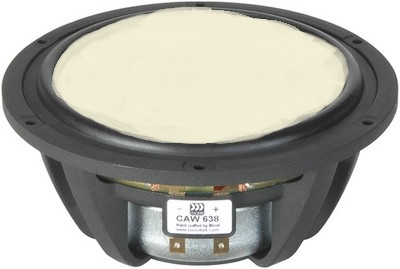 − +
CAW 638
Hand crafted by Morel